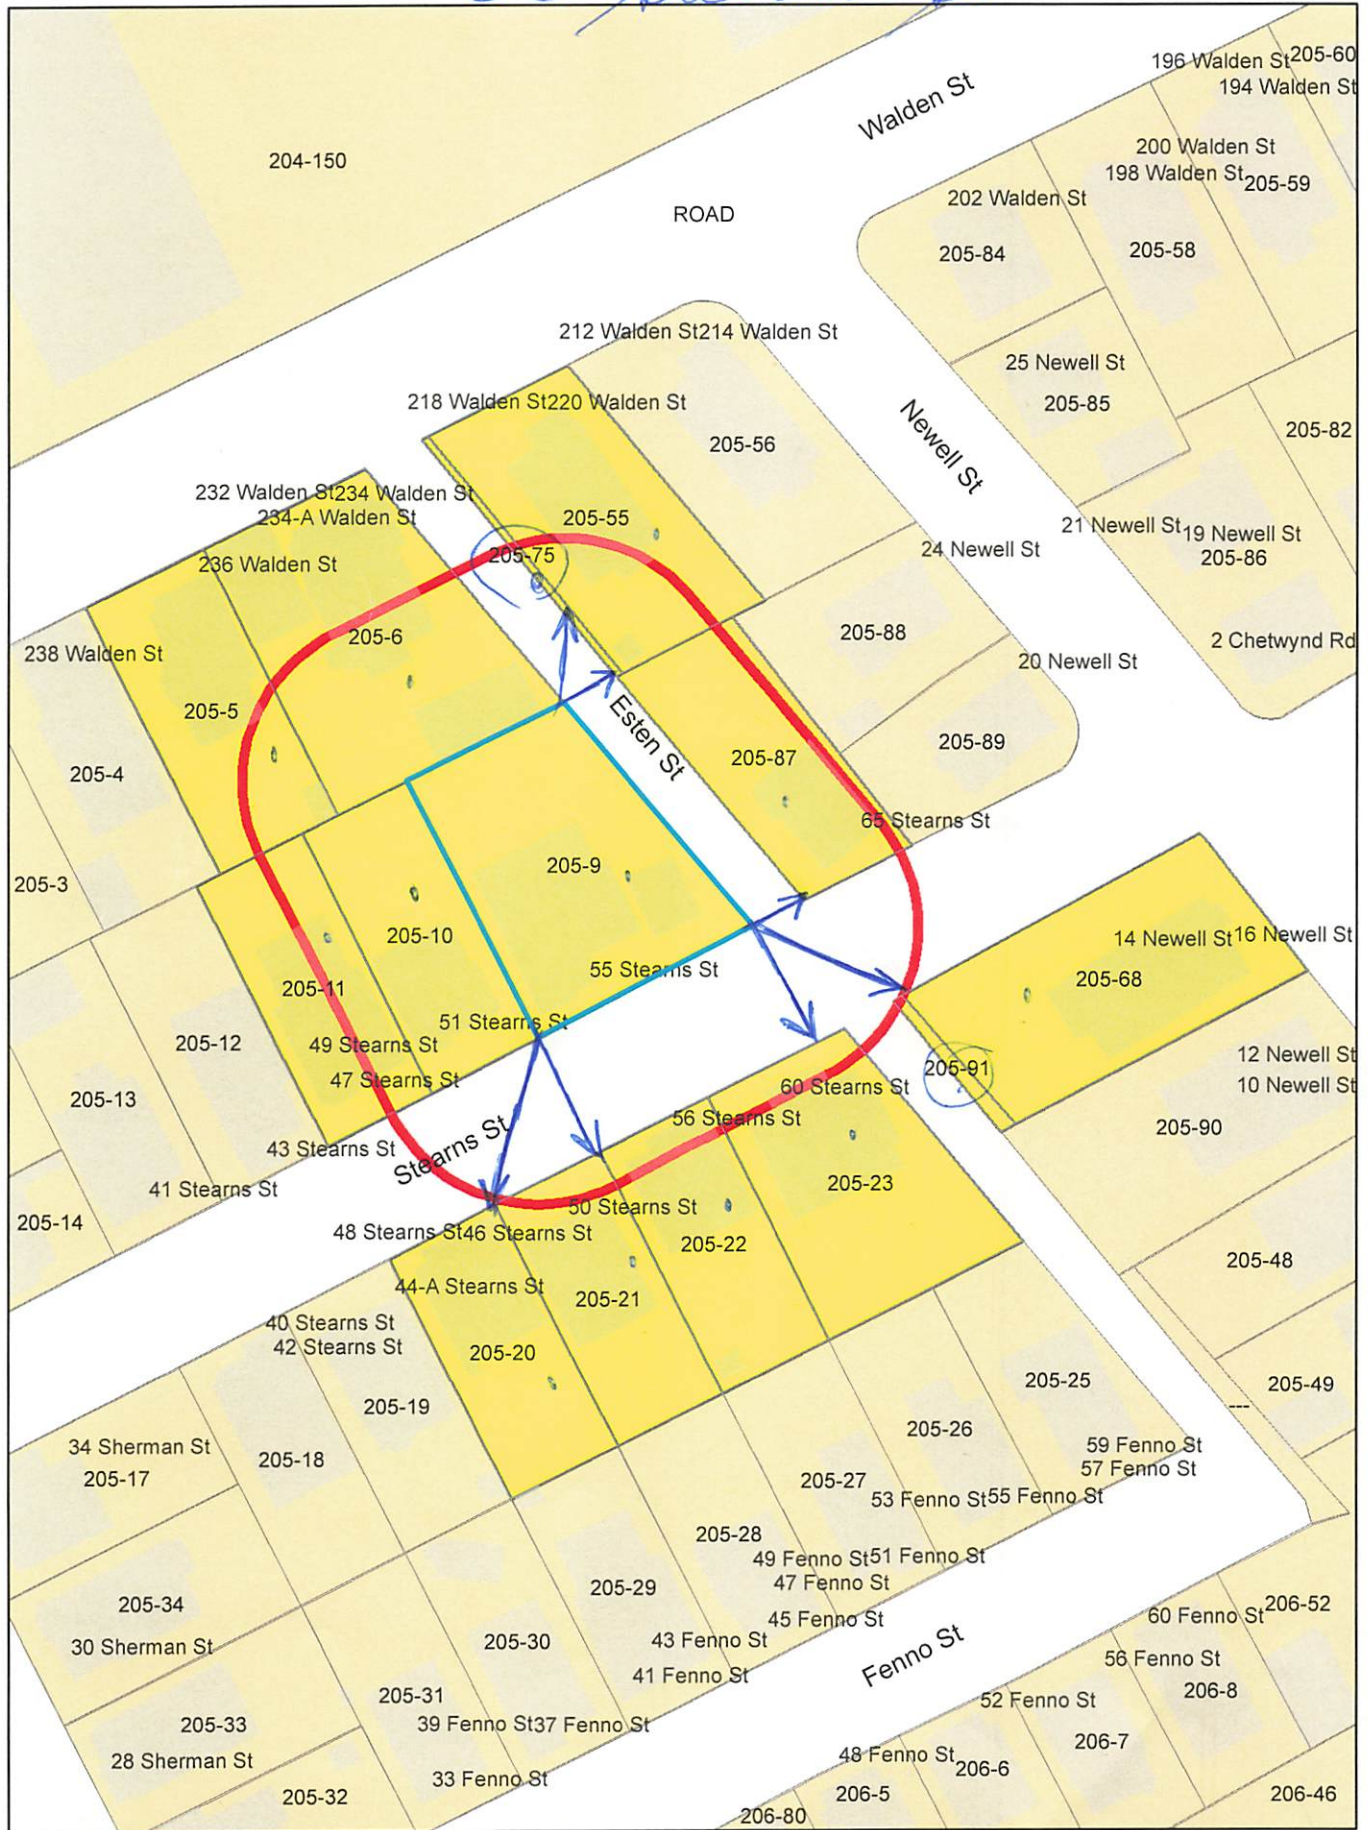 196 Walden St
205-60
194 Walden St
Walden St
200 Walden St
204-150
198 Walden St
205-59
202 Walden St
ROAD
205-84
205-58
212 Walden St
214 Walden St
25 Newell St
218 Walden St
220 Walden St
205-85
Newell St
205-82
205-56
232 Walden St
234 Walden St
234-A Walden St
205-55
21 Newell St
19 Newell St
24 Newell St
205-86
205-75
236 Walden St
205-6
205-88
2 Chetwynd Rd
238 Walden St
20 Newell St
205-5
Esten St
205-89
205-4
205-87
65 Stearns St
205-9
205-3
205-10
14 Newell St
16 Newell St
55 Stearns St
205-68
205-11
51 Stearns St
205-12
49 Stearns St
12 Newell St
205-91
47 Stearns St
60 Stearns St
10 Newell St
205-13
56 Stearns St
205-90
43 Stearns St
Stearns St
41 Stearns St
205-23
205-14
50 Stearns St
48 Stearns St
46 Stearns St
205-22
205-48
44-A Stearns St
205-21
40 Stearns St
42 Stearns St
205-20
205-25
205-49
205-19
---
205-26
34 Sherman St
59 Fenno St
205-18
57 Fenno St
205-17
205-27
53 Fenno St
55 Fenno St
205-28
49 Fenno St
51 Fenno St
205-29
47 Fenno St
205-34
45 Fenno St
60 Fenno St
206-52
30 Sherman St
205-30
43 Fenno St
Fenno St
56 Fenno St
41 Fenno St
206-8
205-31
52 Fenno St
205-33
39 Fenno St
37 Fenno St
206-7
28 Sherman St
48 Fenno St
206-6
33 Fenno St
205-32
206-5
206-46
206-80